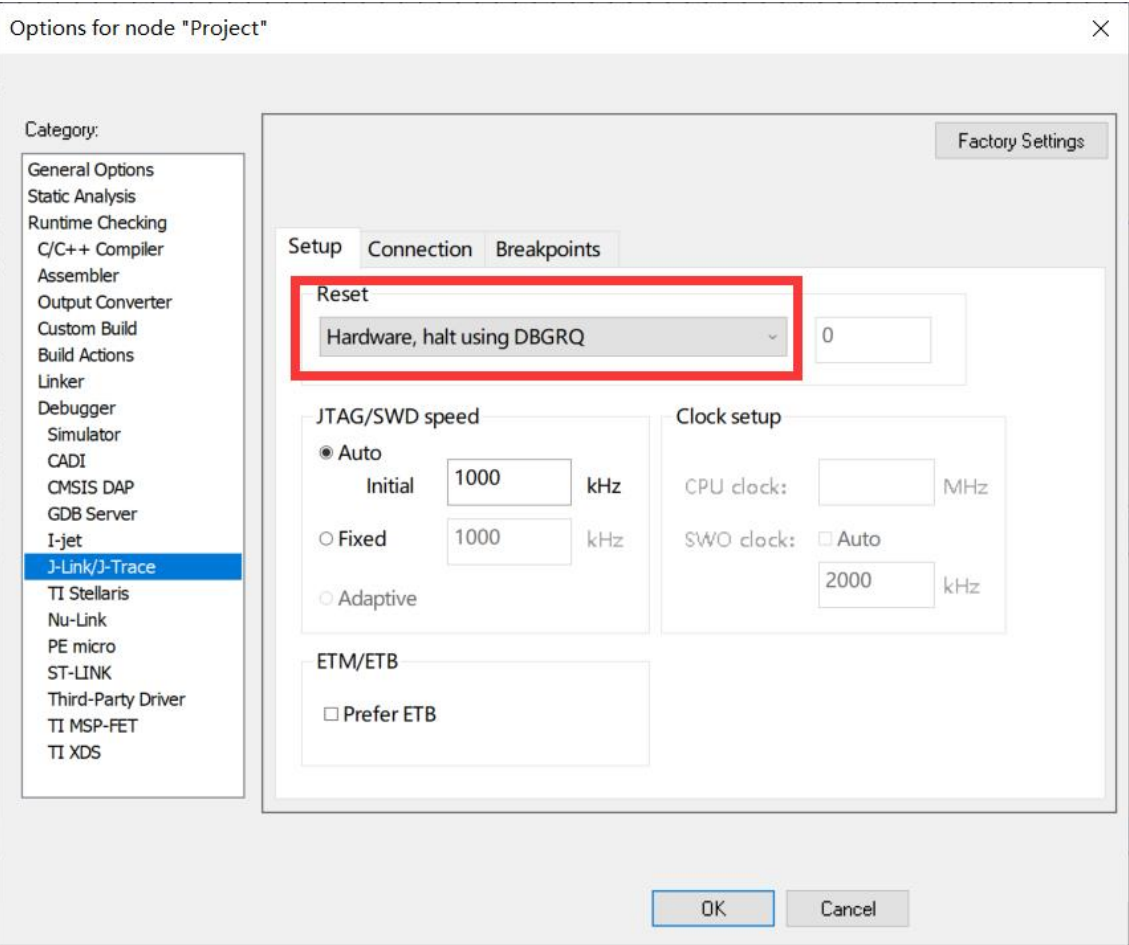 Options for node "Project"
Category:
General Options
Static Analysis
Runtime Checking
C/C++ Compiler
Assembler
Output Converter
Custom Build
Build Actions
Linker
Debugger
Simulator
CADI
CMSIS DAP
GDB Server
I-jet
J-Link/J-Trace
TI Stellaris
Nu-Link
PE micro
ST-LINK
Third-Party Driver
TI MSP-FET
TI XDS
Factory Settings
Setup Connection Breakpoints
Reset
Hardware, halt using DBGRQ 0
JTAG/SWD speed
Auto
Initial 1000 kHz
Fixed 1000 kHz
Adaptive
Clock setup
CPU clock: MHz
SWO clock: Auto
2000 kHz
ETM/ETB
Prefer ETB
OK Cancel